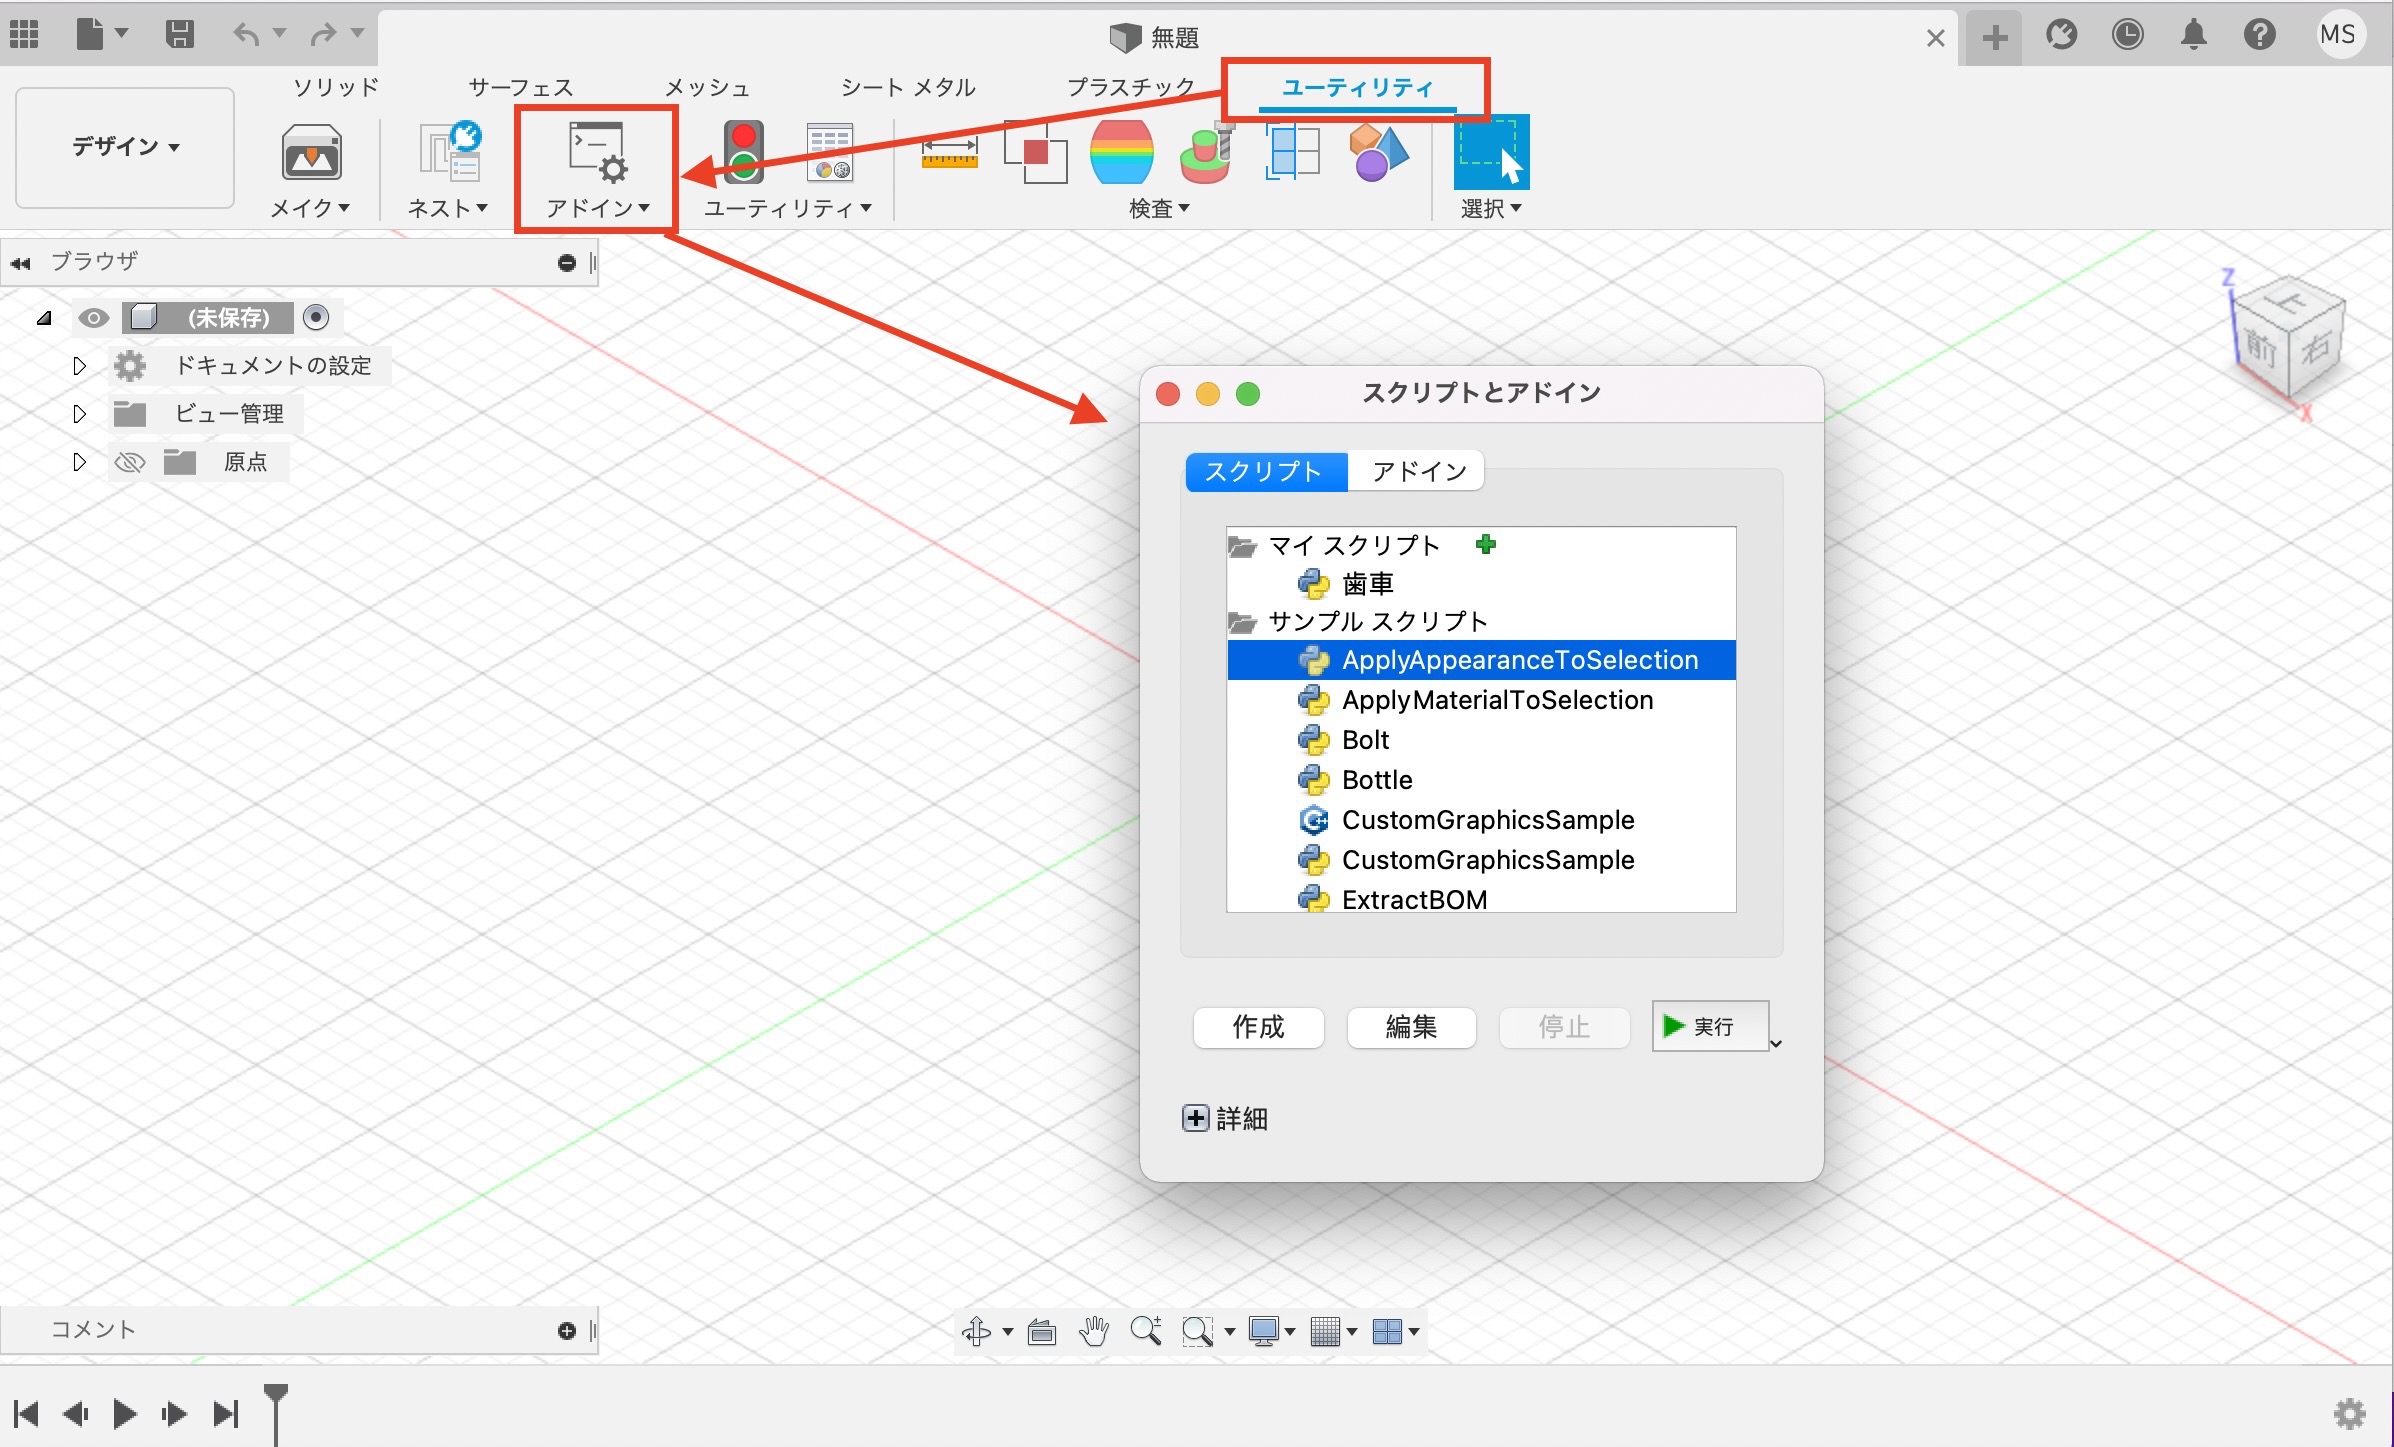 無題
MS
ソリッド
サーフェス
メッシュ
シート メタル
プラスチック
ユーティリティ
デザイン
メイク
ネスト
アドイン
ユーティリティ
検査
選択
ブラウザ
(未保存)
ドキュメントの設定
ビュー管理
原点
Z
上
前
右
X
スクリプトとアドイン
スクリプト
アドイン
マイ スクリプト
歯車
サンプル スクリプト
ApplyAppearanceToSelection
ApplyMaterialToSelection
Bolt
Bottle
CustomGraphicsSample
CustomGraphicsSample
ExtractBOM
作成
編集
停止
実行
詳細
コメント